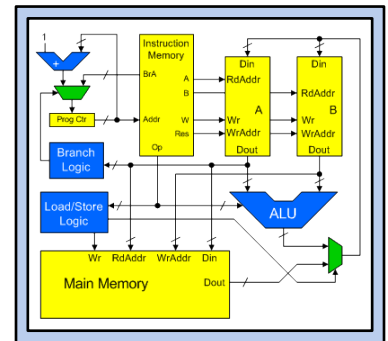 1
+
Prog Ctr
Instruction
Memory
BrA
A
B
Addr
W
Res
Op
Din
RdAddr
A
Wr
WrAddr
Dout
Din
RdAddr
B
Wr
WrAddr
Dout
Branch
Logic
Load/Store
Logic
ALU
Wr
RdAddr
WrAddr
Din
Main Memory
Dout